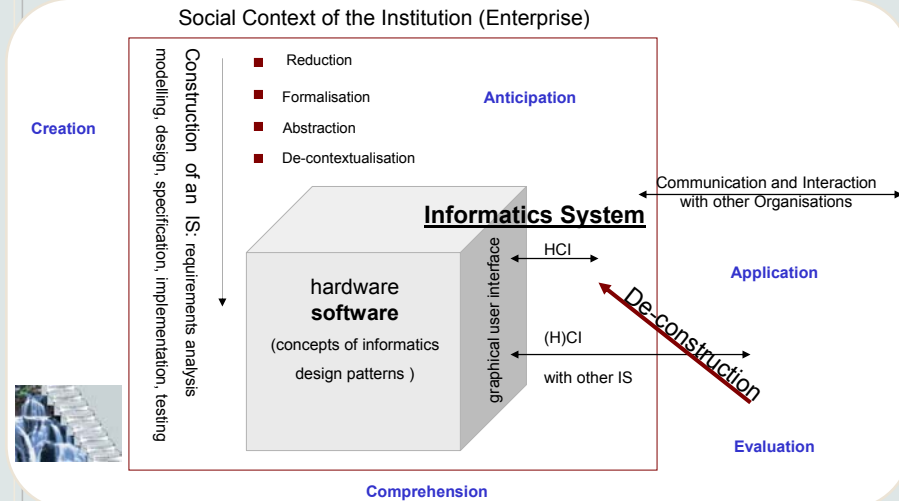 Social Context of the Institution (Enterprise)
Construction of an IS: requirements analysis
modelling, design, specification, implementation, testing
Reduction
Formalisation
Abstraction
De-contextualisation
Anticipation
Creation
Communication and Interaction
with other Organisations
Informatics System
HCI
Application
hardware
software
(concepts of informatics
design patterns )
graphical user interface
De-construction
(H)CI
with other IS
Evaluation
Comprehension